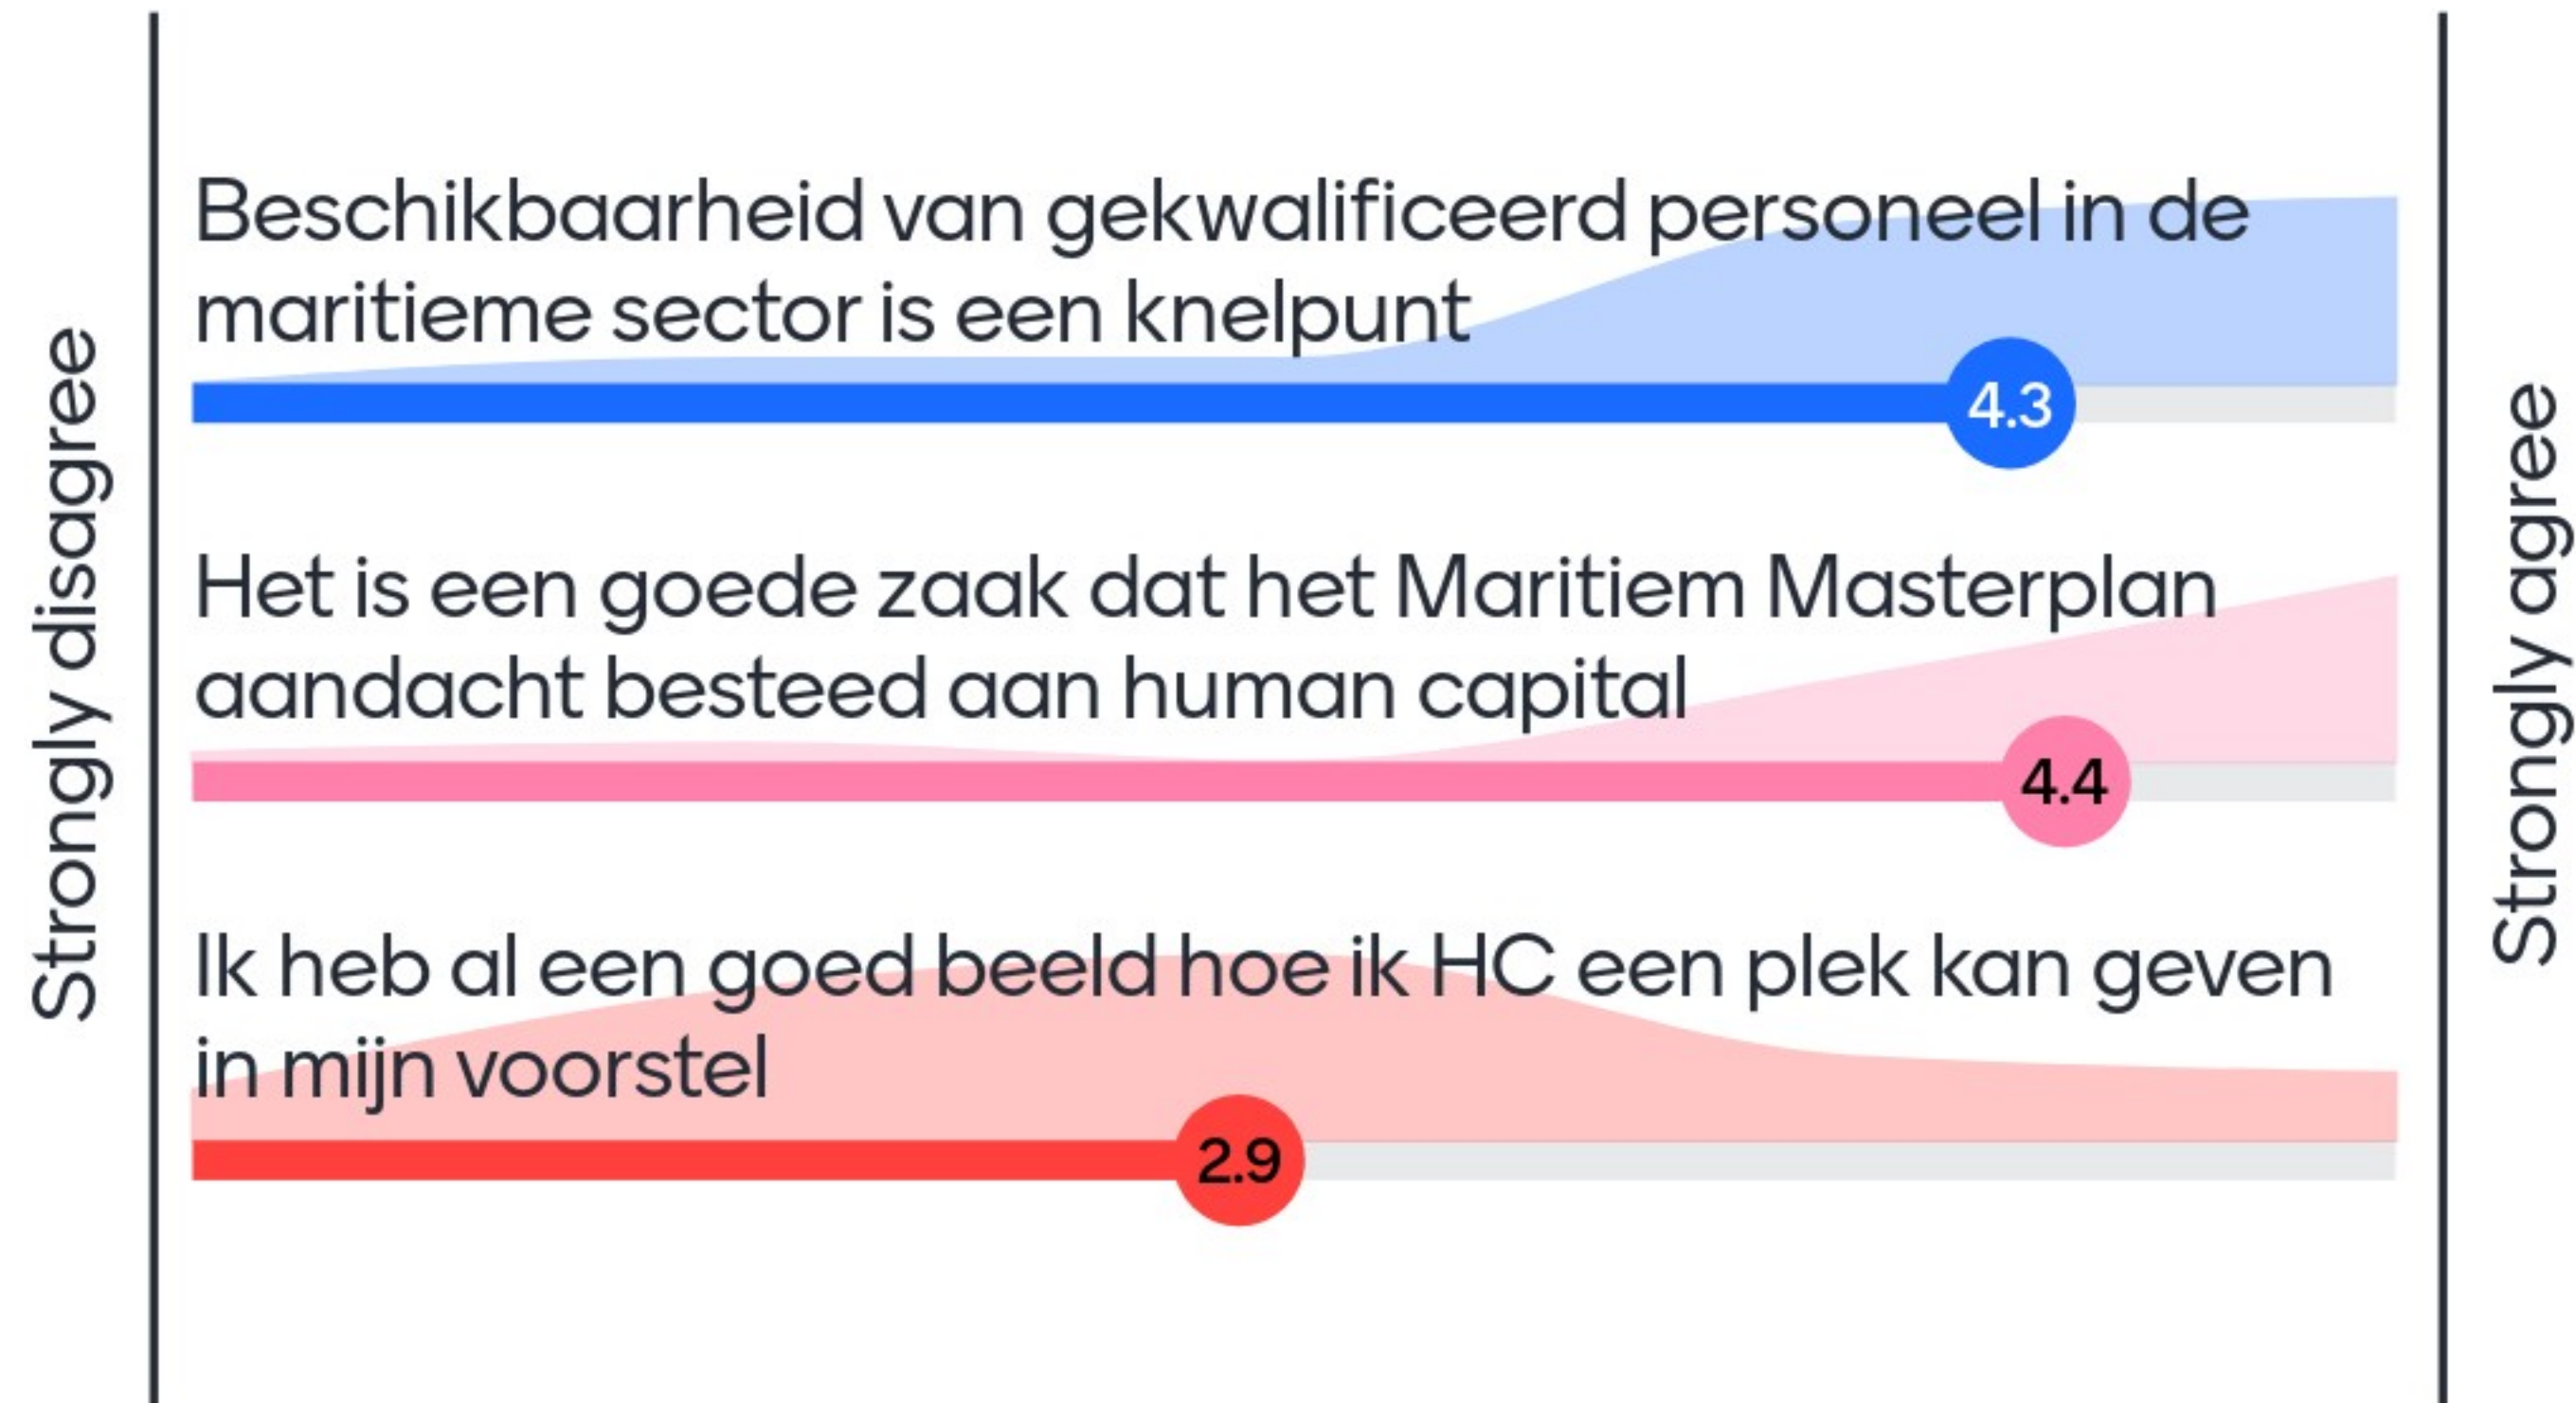 Strongly disagree
Beschikbaarheid van gekwalificeerd personeel in de
maritieme sector is een knelpunt
4.3
Het is een goede zaak dat het Maritiem Masterplan
aandacht besteed aan human capital
4.4
Ik heb al een goed beeld hoe ik HC een plek kan geven
in mijn voorstel
2.9
Strongly agree